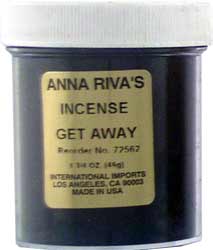 ANNA RIVA'S
INCENSE
GET AWAY
Reorder No. 72562
1 3/4 OZ. (49g)
INTERNATIONAL IMPORTS
LOS ANGELES, CA 90003
MADE IN USA